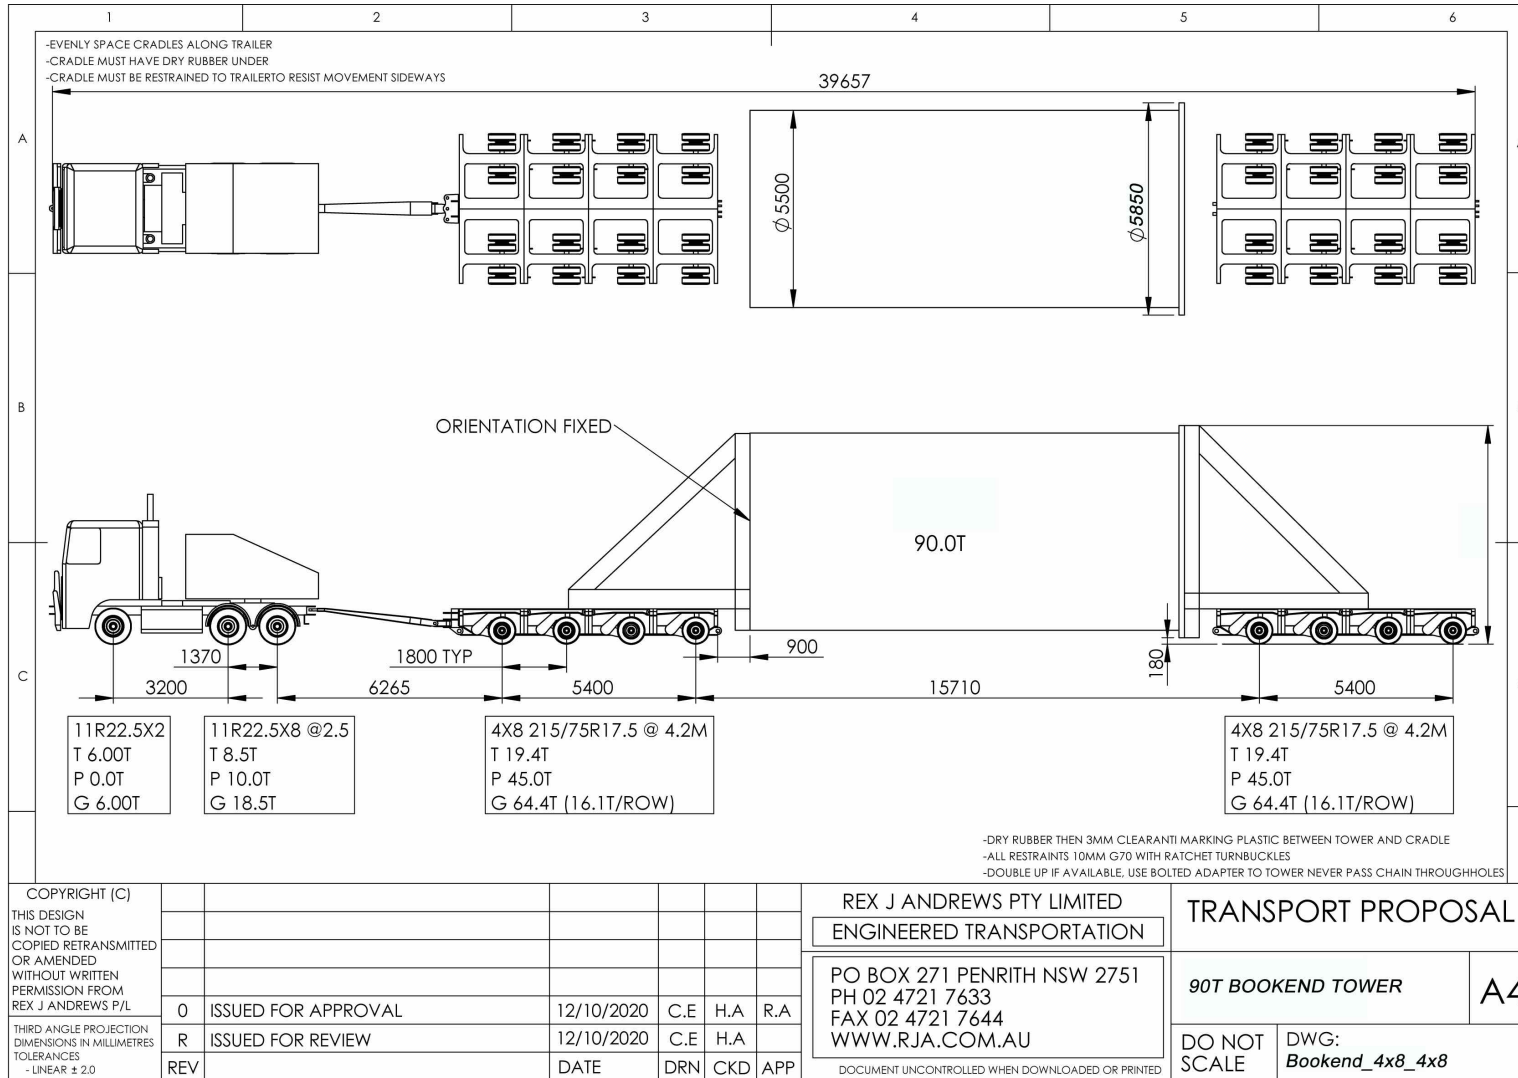 1 2 3 4 5 6
-EVENLY SPACE CRADLES ALONG TRAILER
-CRADLE MUST HAVE DRY RUBBER UNDER
-CRADLE MUST BE RESTRAINED TO TRAILERTO RESIST MOVEMENT SIDEWAYS
39657
A
Ø5500
Ø5850
B
ORIENTATION FIXED
90.0T
C
1370
1800 TYP
900
180
3200
6265
5400
15710
5400
11R22.5X2
T 6.00T
P 0.0T
G 6.00T
11R22.5X8 @2.5
T 8.5T
P 10.0T
G 18.5T
4X8 215/75R17.5 @ 4.2M
T 19.4T
P 45.0T
G 64.4T (16.1T/ROW)
4X8 215/75R17.5 @ 4.2M
T 19.4T
P 45.0T
G 64.4T (16.1T/ROW)
-DRY RUBBER THEN 3MM CLEARANTI MARKING PLASTIC BETWEEN TOWER AND CRADLE
-ALL RESTRAINTS 10MM G70 WITH RATCHET TURNBUCKLES
-DOUBLE UP IF AVAILABLE, USE BOLTED ADAPTER TO TOWER NEVER PASS CHAIN THROUGHHOLES
COPYRIGHT (C)
THIS DESIGN
IS NOT TO BE
COPIED RETRANSMITTED
OR AMENDED
WITHOUT WRITTEN
PERMISSION FROM
REX J ANDREWS P/L
THIRD ANGLE PROJECTION
DIMENSIONS IN MILLIMETRES
TOLERANCES
- LINEAR ± 2.0
0 ISSUED FOR APPROVAL 12/10/2020 C.E H.A R.A
R ISSUED FOR REVIEW 12/10/2020 C.E H.A
REV DATE DRN CKD APP
REX J ANDREWS PTY LIMITED
ENGINEERED TRANSPORTATION
PO BOX 271 PENRITH NSW 2751
PH 02 4721 7633
FAX 02 4721 7644
WWW.RJA.COM.AU
DOCUMENT UNCONTROLLED WHEN DOWNLOADED OR PRINTED
TRANSPORT PROPOSAL
90T BOOKEND TOWER
A4
DO NOT
SCALE
DWG:
Bookend_4x8_4x8